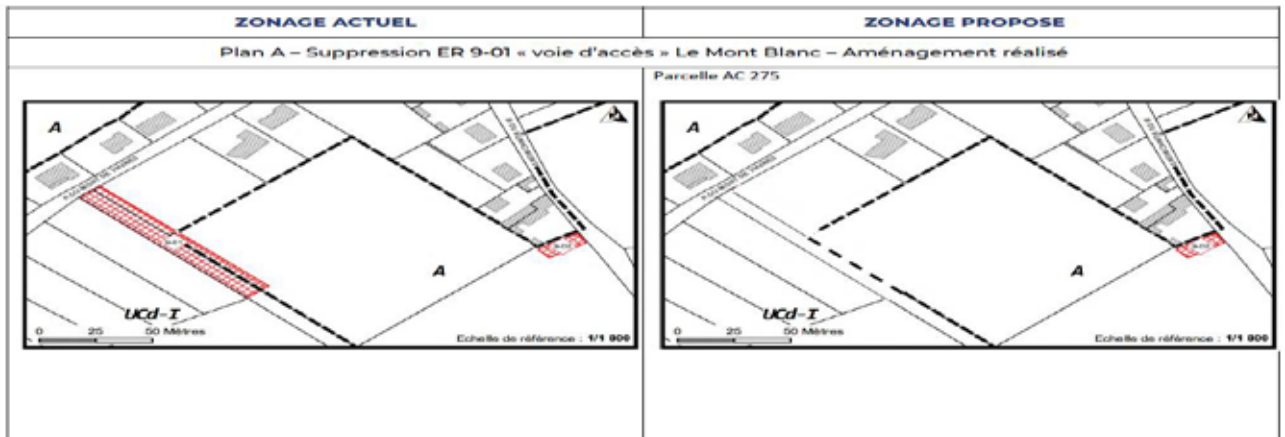 ZONAGE ACTUEL
ZONAGE PROPOSE
Plan A – Suppression ER 9-01 « voie d'accès » Le Mont Blanc – Aménagement réalisé
Parcelle AC 275
A
9-01
A
UCd-I
0 25 50 Mètres
Echelle de référence : 1/1 800
A
A
UCd-I
0 25 50 Mètres
Echelle de référence : 1/1 800